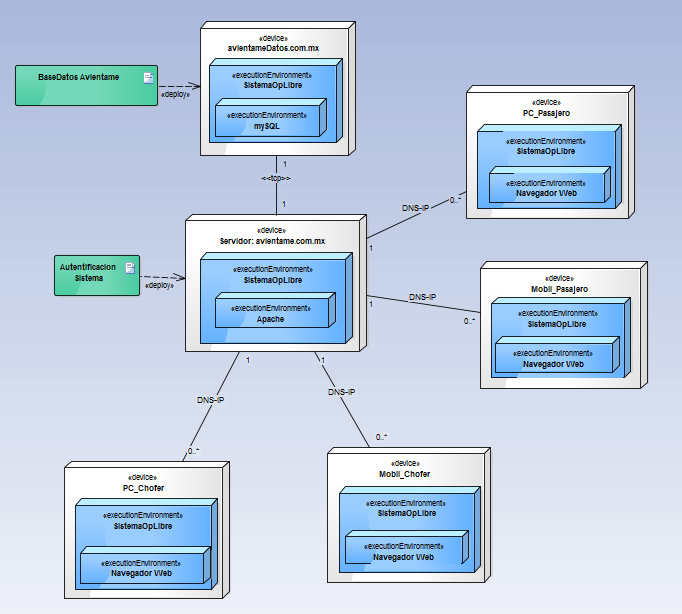 «device»
avientameDatos.com.mx
«executionEnvironment»
SistemaOpLibre
«executionEnvironment»
mySQL
BaseDatos Avientame
«deploy»
1
<<tcp>>
1
«device»
PC_Pasajero
«executionEnvironment»
SistemaOpLibre
«executionEnvironment»
Navegador Web
DNS-IP
0..*
1
«device»
Servidor: avientame.com.mx
«executionEnvironment»
SistemaOpLibre
«executionEnvironment»
Apache
Autentificacion
Sistema
«deploy»
«device»
Mobil_Pasajero
«executionEnvironment»
SistemaOpLibre
«executionEnvironment»
Navegador Web
DNS-IP
1
0..*
1
DNS-IP
0..*
1
DNS-IP
0..*
«device»
PC_Chofer
«executionEnvironment»
SistemaOpLibre
«executionEnvironment»
Navegador Web
«device»
Mobil_Chofer
«executionEnvironment»
SistemaOpLibre
«executionEnvironment»
Navegador Web